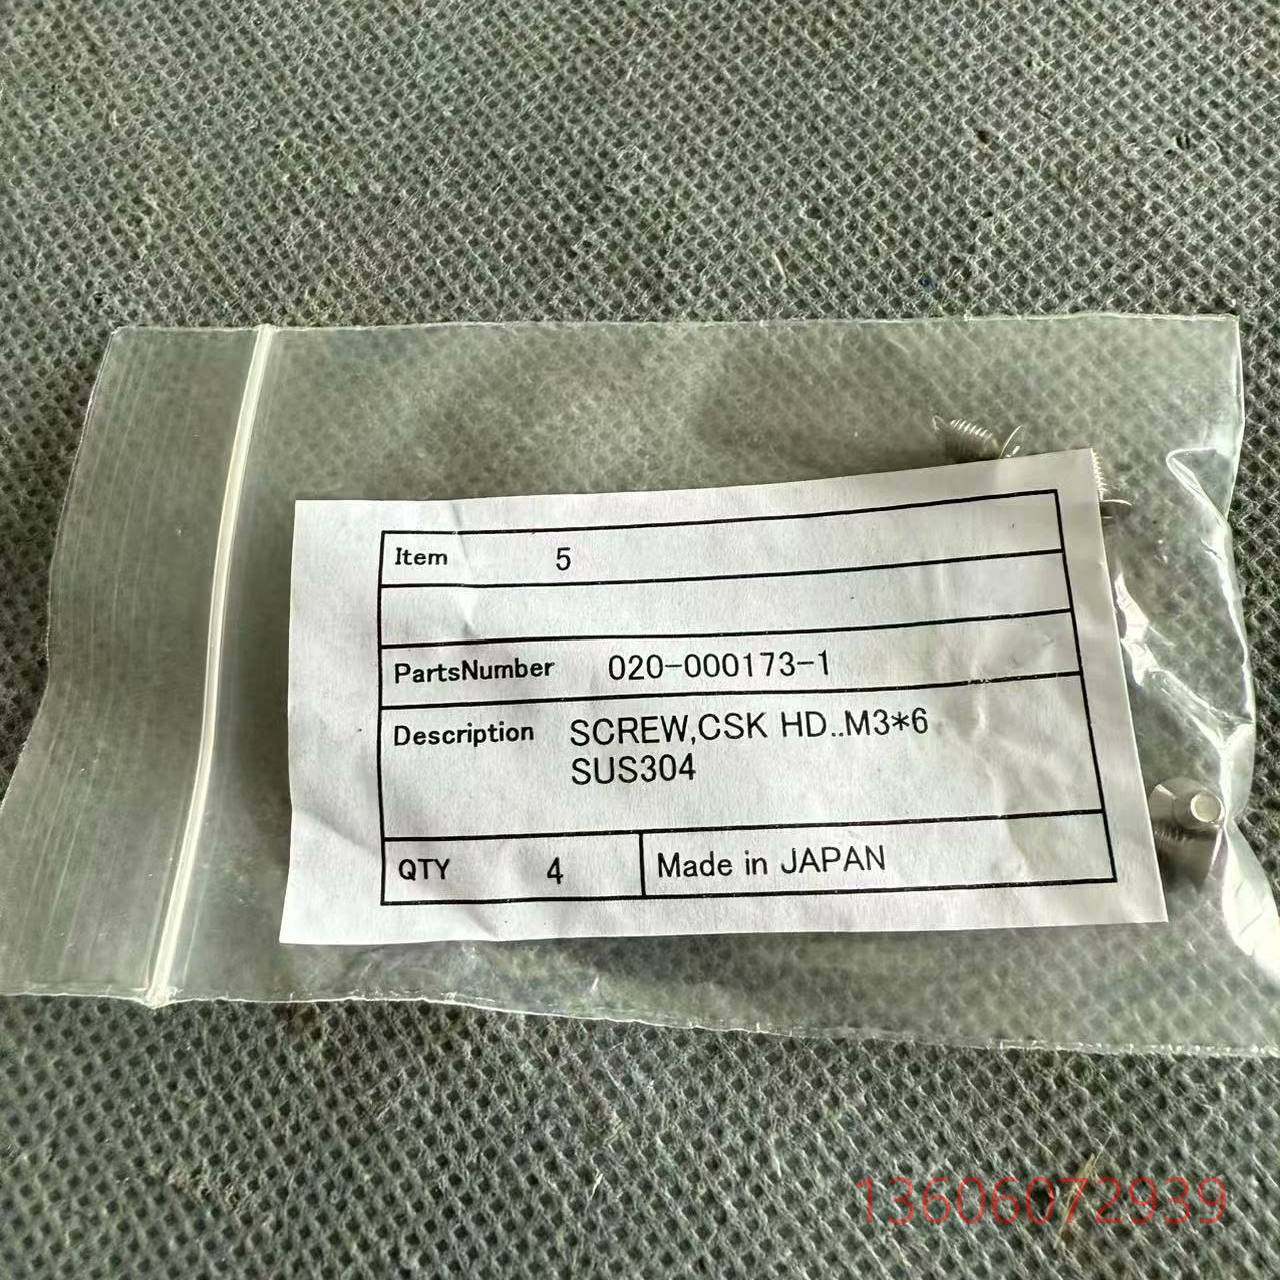 Item 5
PartsNumber 020-000173-1
Description SCREW,CSK HD..M3*6
SUS304
QTY 4 Made in JAPAN
13606072939